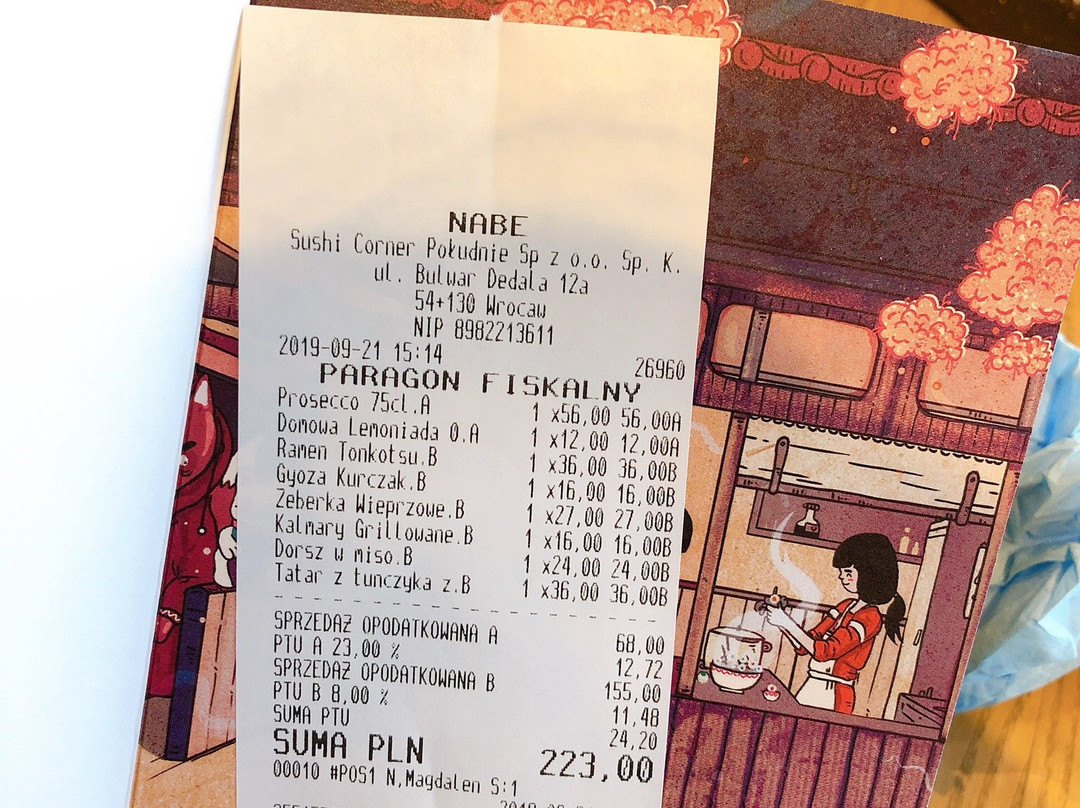 NABE
Sushi Corner Południe Sp z o.o. Sp. K.
ul. Bulwar Dedala 12a
54+130 Wrocaw
NIP 8982213611
2019-09-21 15:14 26960
PARAGON FISKALNY
Prosecco 75cl.A 1 x56,00 56,00A
Domowa Lemoniada 0.A 1 x12,00 12,00A
Ramen Tonkotsu.B 1 x36,00 36,00B
Gyoza Kurczak.B 1 x16,00 16,00B
Żeberka Wieprzowe.B 1 x27,00 27,00B
Kalmary Grillowane.B 1 x16,00 16,00B
Dorsz w miso.B 1 x24,00 24,00B
Tatar z tuńczyka z.B 1 x36,00 36,00B
SPRZEDAŻ OPODATKOWANA A 68,00
PTU A 23,00 % 12,72
SPRZEDAŻ OPODATKOWANA B 155,00
PTU B 8,00 % 11,48
SUMA PTU 24,20
SUMA PLN 223,00
00010 #POS1 N,Magdalen S:1